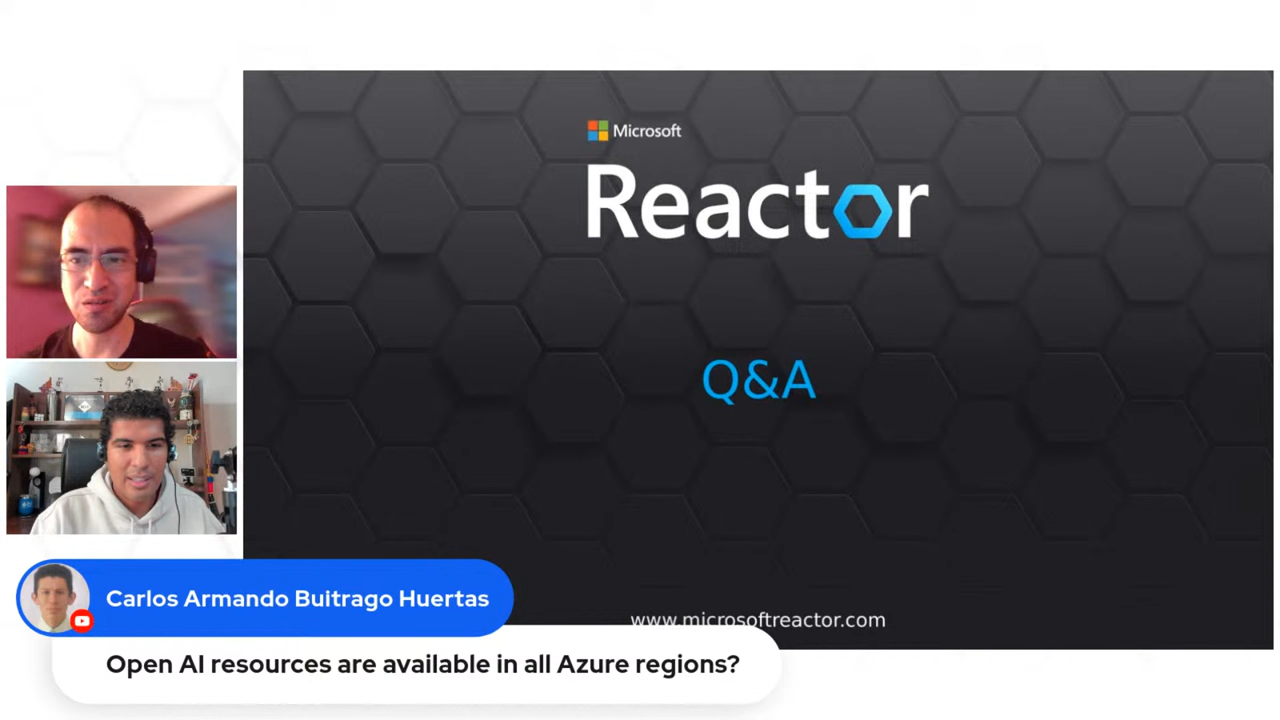 Microsoft
Reactor
Q&A
www.microsoftreactor.com
Carlos Armando Buitrago Huertas
Open AI resources are available in all Azure regions?